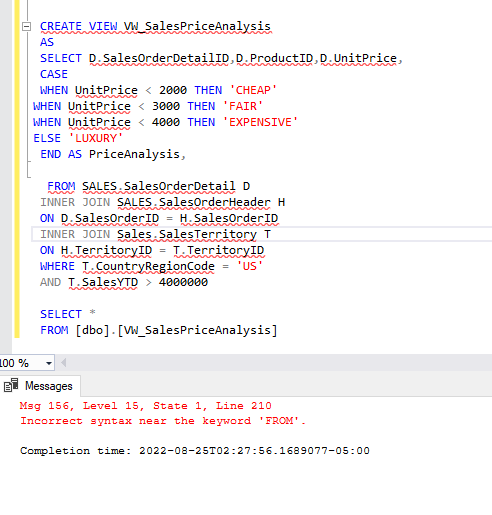 CREATE VIEW VW_SalesPriceAnalysis
AS
SELECT D.SalesOrderDetailID,D.ProductID,D.UnitPrice,
CASE
WHEN UnitPrice < 2000 THEN 'CHEAP'
WHEN UnitPrice < 3000 THEN 'FAIR'
WHEN UnitPrice < 4000 THEN 'EXPENSIVE'
ELSE 'LUXURY'
END AS PriceAnalysis,
FROM SALES.SalesOrderDetail D
INNER JOIN SALES.SalesOrderHeader H
ON D.SalesOrderID = H.SalesOrderID
INNER JOIN Sales.SalesTerritory T
ON H.TerritoryID = T.TerritoryID
WHERE T.CountryRegionCode = 'US'
AND T.SalesYTD > 4000000
SELECT *
FROM [dbo].[VW_SalesPriceAnalysis]
100 %
Messages
Msg 156, Level 15, State 1, Line 210
Incorrect syntax near the keyword 'FROM'.
Completion time: 2022-08-25T02:27:56.1689077-05:00